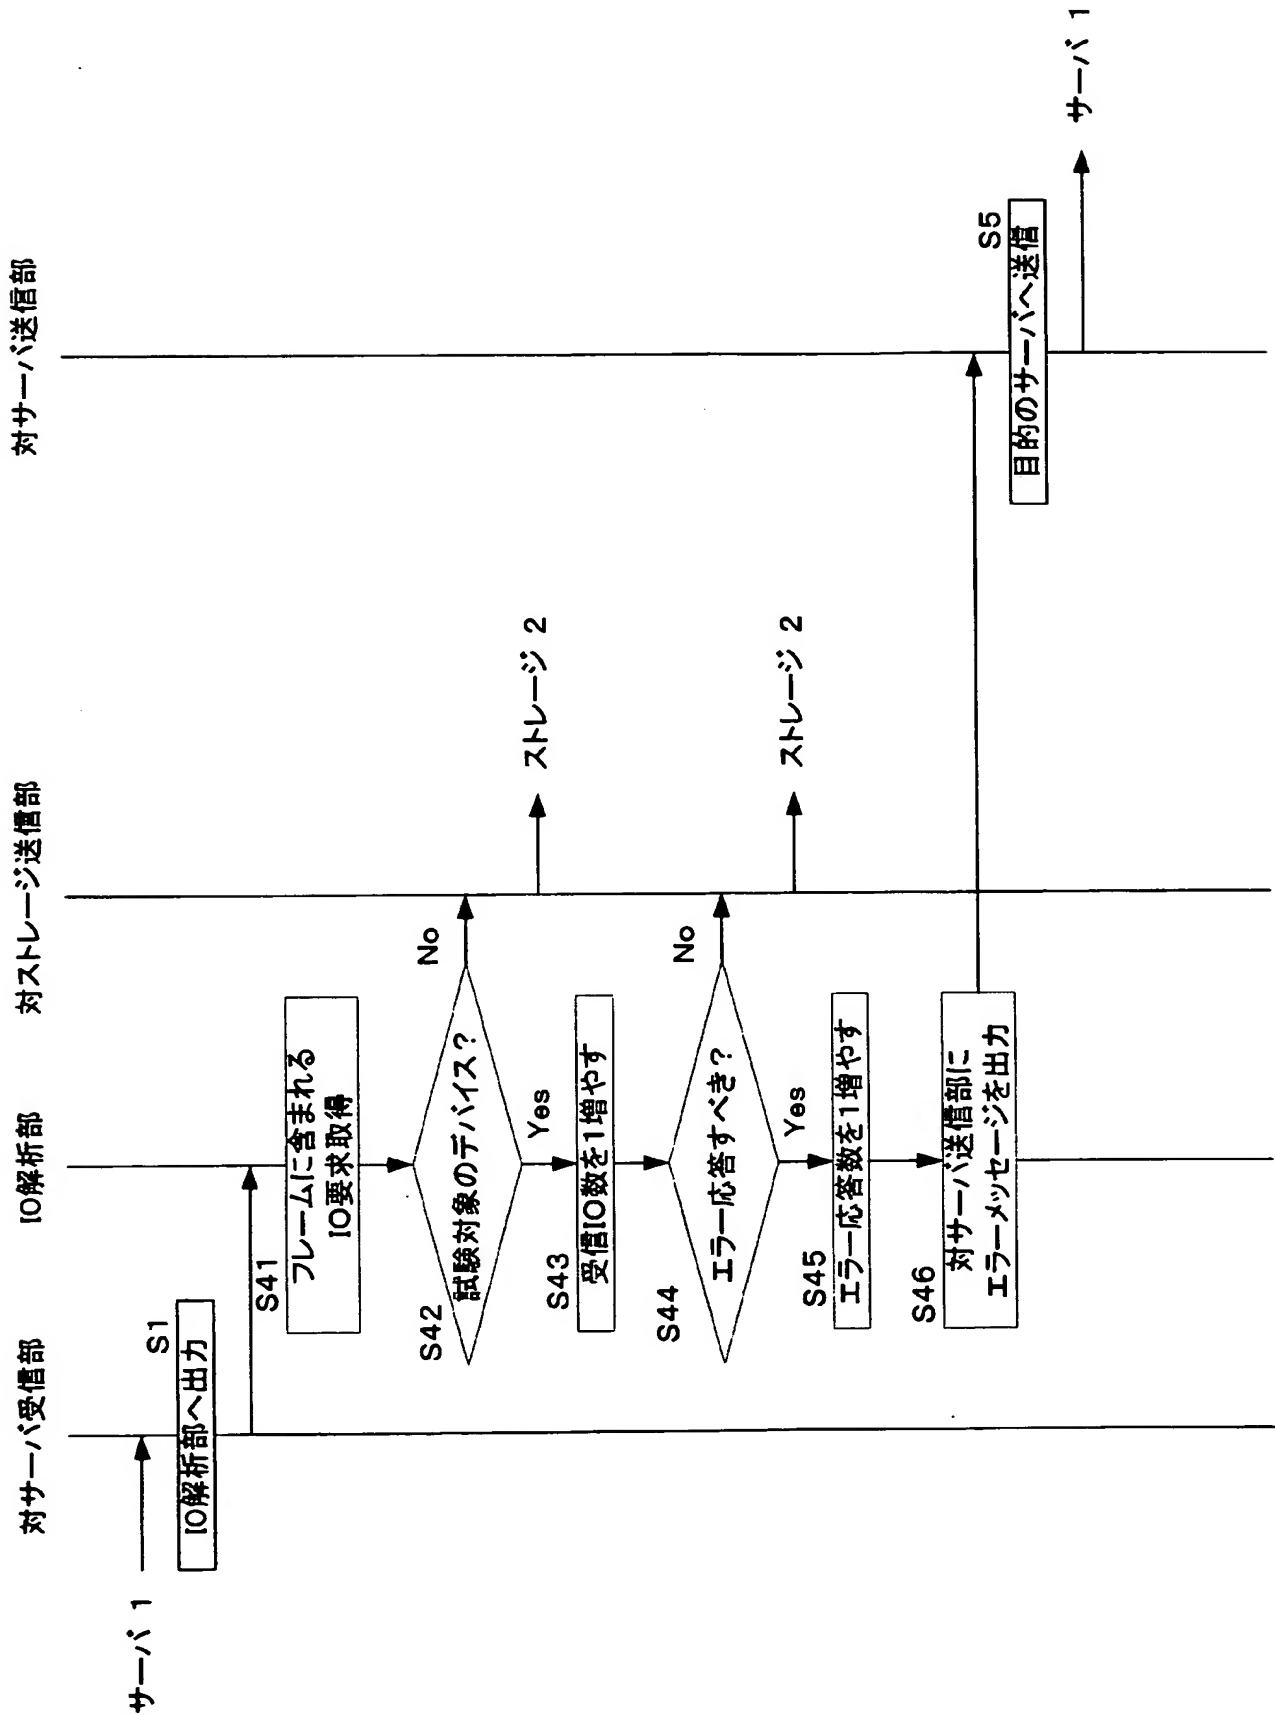 対サーバ受信部
IO解析部
対ストレージ送信部
対サーバ送信部
サーバ 1
S1
IO解析部へ出力
S41
フレームに含まれる
IO要求取得
S42
試験対象のデバイス？
No
Yes
ストレージ 2
S43
受信IO数を1増やす
S44
エラー応答すべき？
No
Yes
ストレージ 2
S45
エラー応答数を1増やす
S46
対サーバ送信部に
エラーメッセージを出力
S5
目的のサーバへ送信
サーバ 1